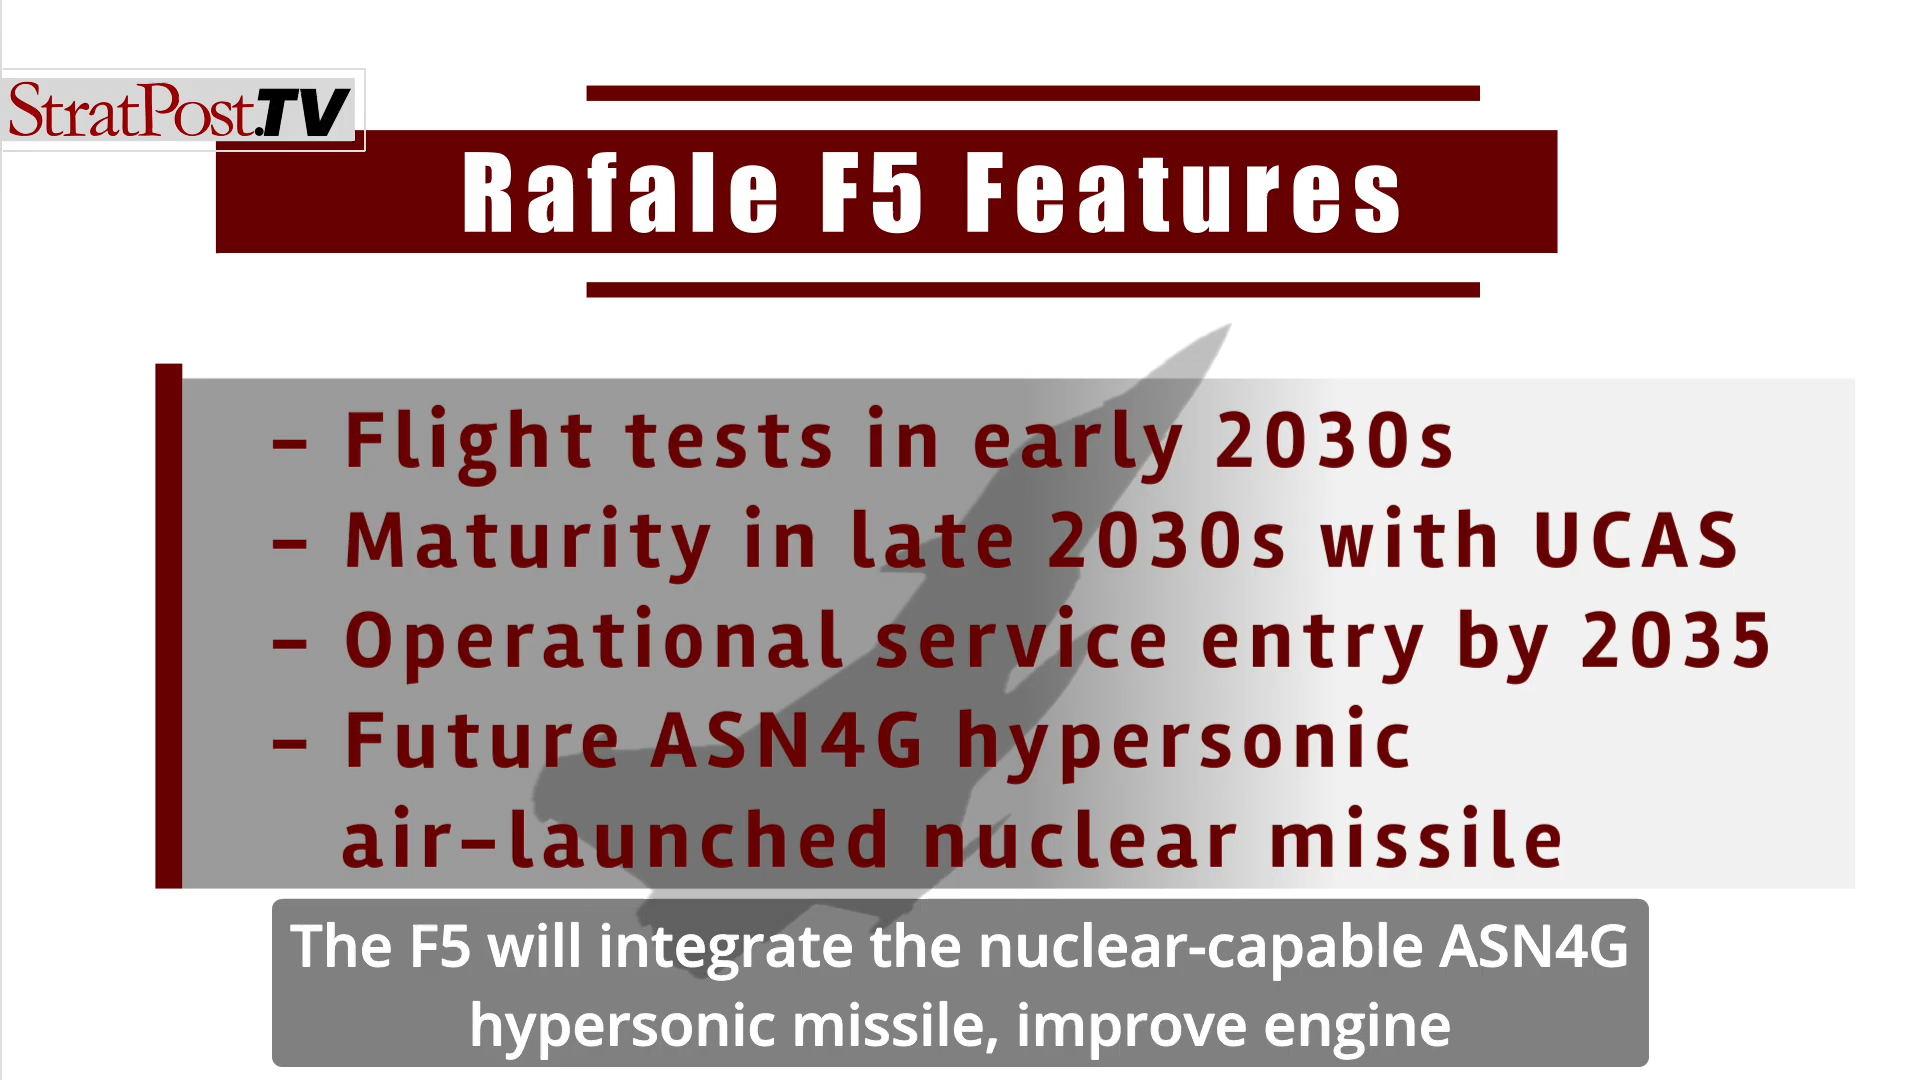 StratPost.TV
Rafale F5 Features
– Flight tests in early 2030s
– Maturity in late 2030s with UCAS
– Operational service entry by 2035
– Future ASN4G hypersonic
air–launched nuclear missile
The F5 will integrate the nuclear-capable ASN4G
hypersonic missile, improve engine